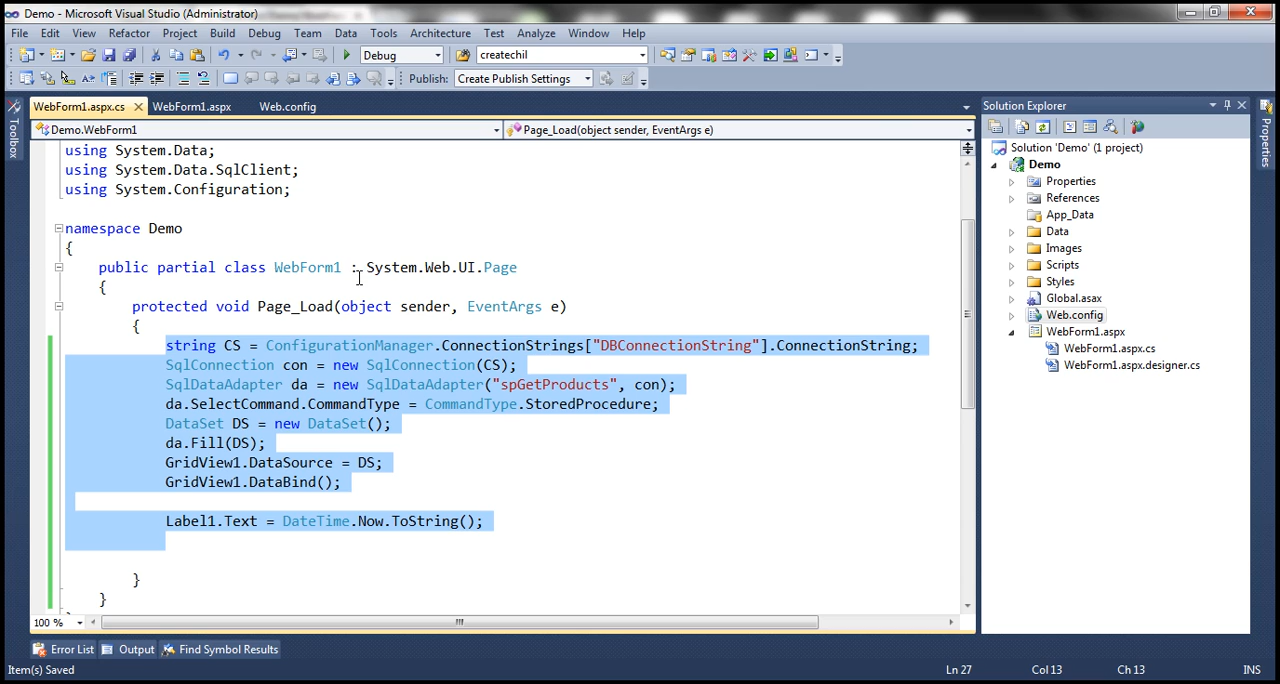 Demo - Microsoft Visual Studio (Administrator)
File Edit View Refactor Project Build Debug Team Data Tools Architecture Test Analyze Window Help
Debug createchil
Publish: Create Publish Settings
WebForm1.aspx.cs WebForm1.aspx Web.config
Demo.WebForm1 Page_Load(object sender, EventArgs e)
Toolbox
using System.Data;
using System.Data.SqlClient;
using System.Configuration;
namespace Demo
{
public partial class WebForm1 : System.Web.UI.Page
{
protected void Page_Load(object sender, EventArgs e)
{
string CS = ConfigurationManager.ConnectionStrings["DBConnectionString"].ConnectionString;
SqlConnection con = new SqlConnection(CS);
SqlDataAdapter da = new SqlDataAdapter("spGetProducts", con);
da.SelectCommand.CommandType = CommandType.StoredProcedure;
DataSet DS = new DataSet();
da.Fill(DS);
GridView1.DataSource = DS;
GridView1.DataBind();
Label1.Text = DateTime.Now.ToString();
}
}
100 %
Solution Explorer
Solution 'Demo' (1 project)
Demo
Properties
References
App_Data
Data
Images
Scripts
Styles
Global.asax
Web.config
WebForm1.aspx
WebForm1.aspx.cs
WebForm1.aspx.designer.cs
Properties
Error List Output Find Symbol Results
Item(s) Saved Ln 27 Col 13 Ch 13 INS